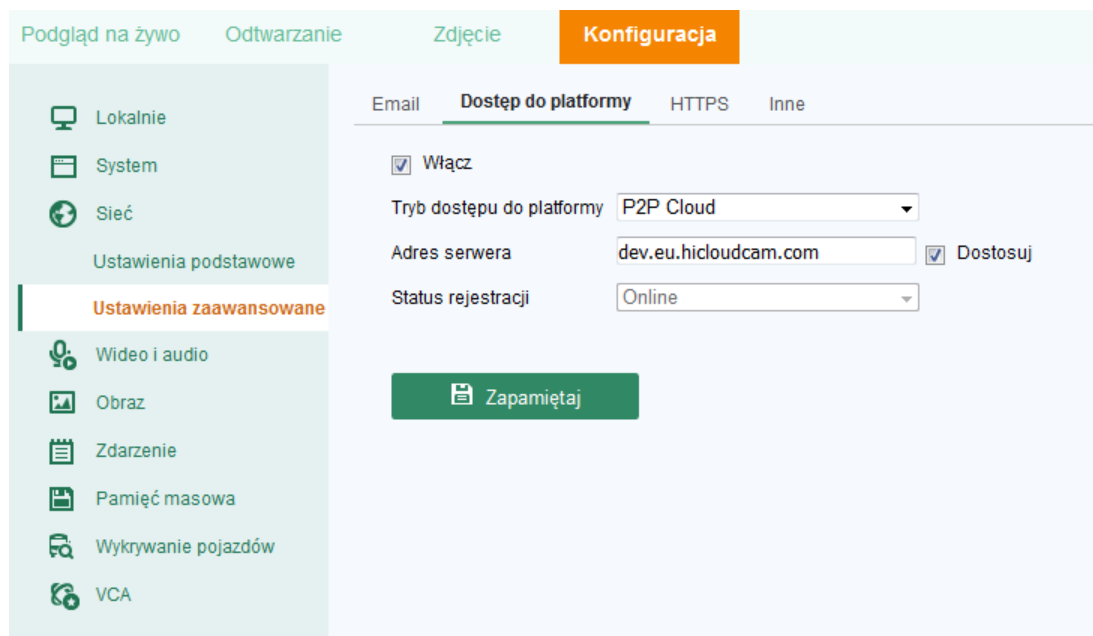 Podgląd na żywo Odtwarzanie Zdjęcie Konfiguracja
Lokalnie
System
Sieć
Ustawienia podstawowe
Ustawienia zaawansowane
Wideo i audio
Obraz
Zdarzenie
Pamięć masowa
Wykrywanie pojazdów
VCA
Email Dostęp do platformy HTTPS Inne
Włącz
Tryb dostępu do platformy P2P Cloud
Adres serwera dev.eu.hicloudcam.com Dostosuj
Status rejestracji Online
Zapamiętaj